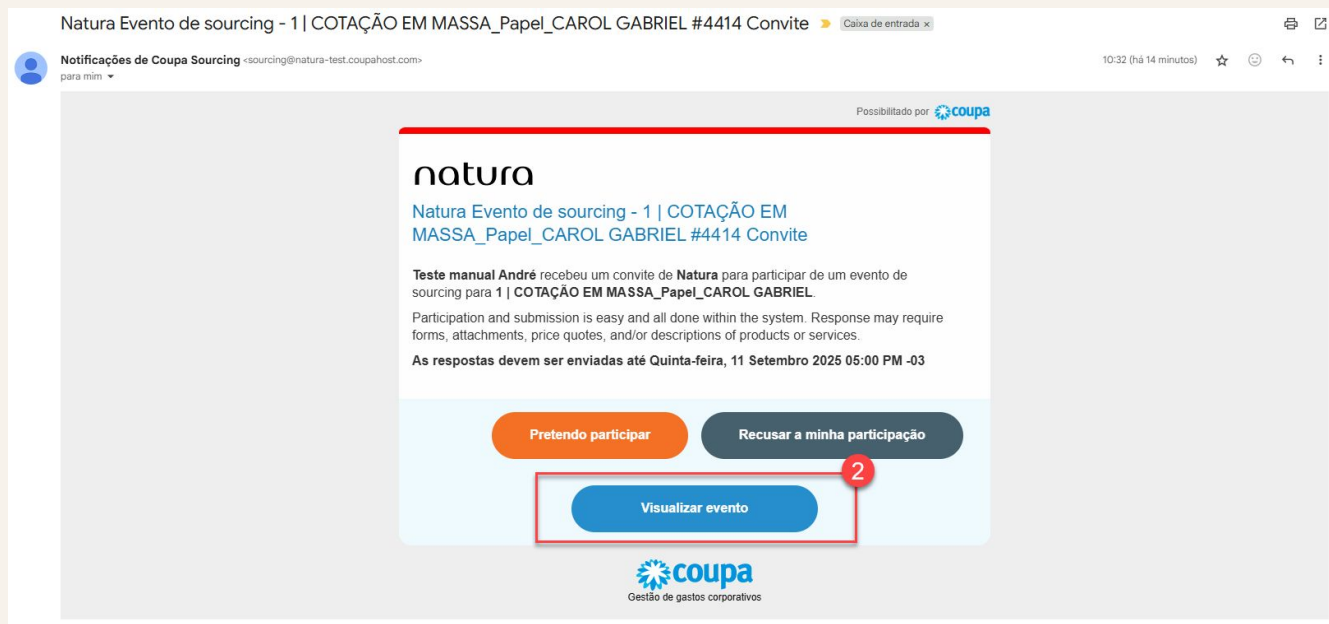 Natura Evento de sourcing - 1 | COTAÇÃO EM MASSA_Papel_CAROL GABRIEL #4414 Convite Caixa de entrada x
Notificações de Coupa Sourcing <sourcing@natura-test.coupahost.com>
10:32 (há 14 minutos)
para mim
Possibilitado por coupa
natura
Natura Evento de sourcing - 1 | COTAÇÃO EM
MASSA_Papel_CAROL GABRIEL #4414 Convite
Teste manual André recebeu um convite de Natura para participar de um evento de
sourcing para 1 | COTAÇÃO EM MASSA_Papel_CAROL GABRIEL.
Participation and submission is easy and all done within the system. Response may require
forms, attachments, price quotes, and/or descriptions of products or services.
As respostas devem ser enviadas até Quinta-feira, 11 Setembro 2025 05:00 PM -03
Pretendo participar
Recusar a minha participação
2
Visualizar evento
coupa
Gestão de gastos corporativos